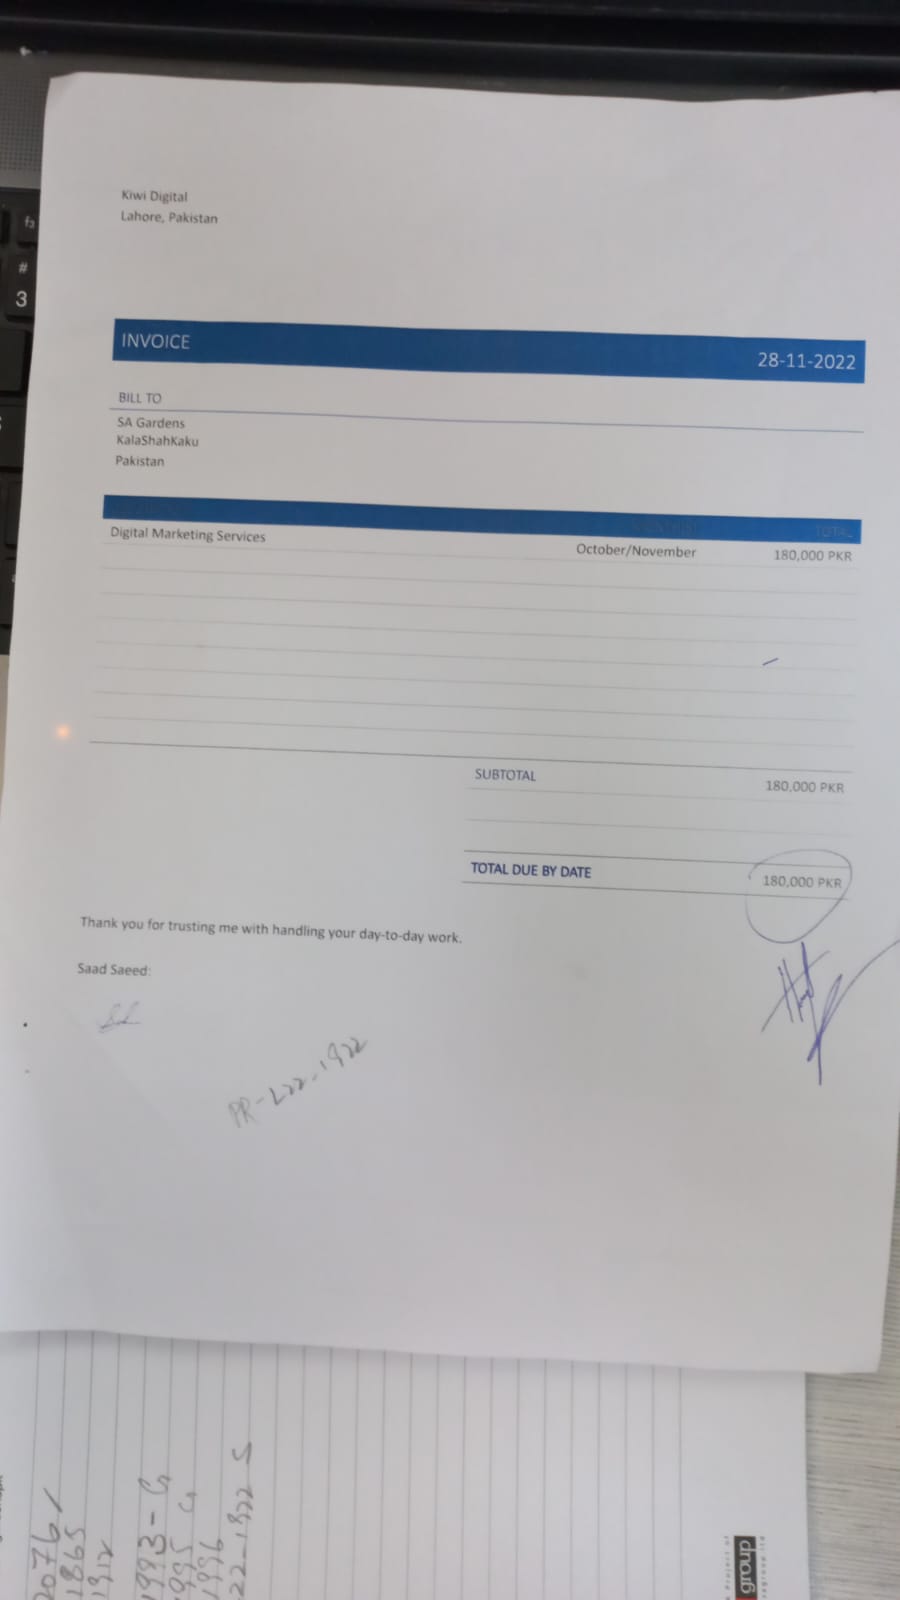 Kiwi Digital
Lahore, Pakistan
INVOICE
28-11-2022
BILL TO
SA Gardens
KalaShahKaku
Pakistan
TOTAL
Digital Marketing Services October/November 180,000 PKR
SUBTOTAL 180,000 PKR
TOTAL DUE BY DATE 180,000 PKR
Thank you for trusting me with handling your day-to-day work.
Saad Saeed:
PR-L22-1922
2076
1865
1912
1993-G
1995 G
1996
22-1922 S
group
f3
#
3